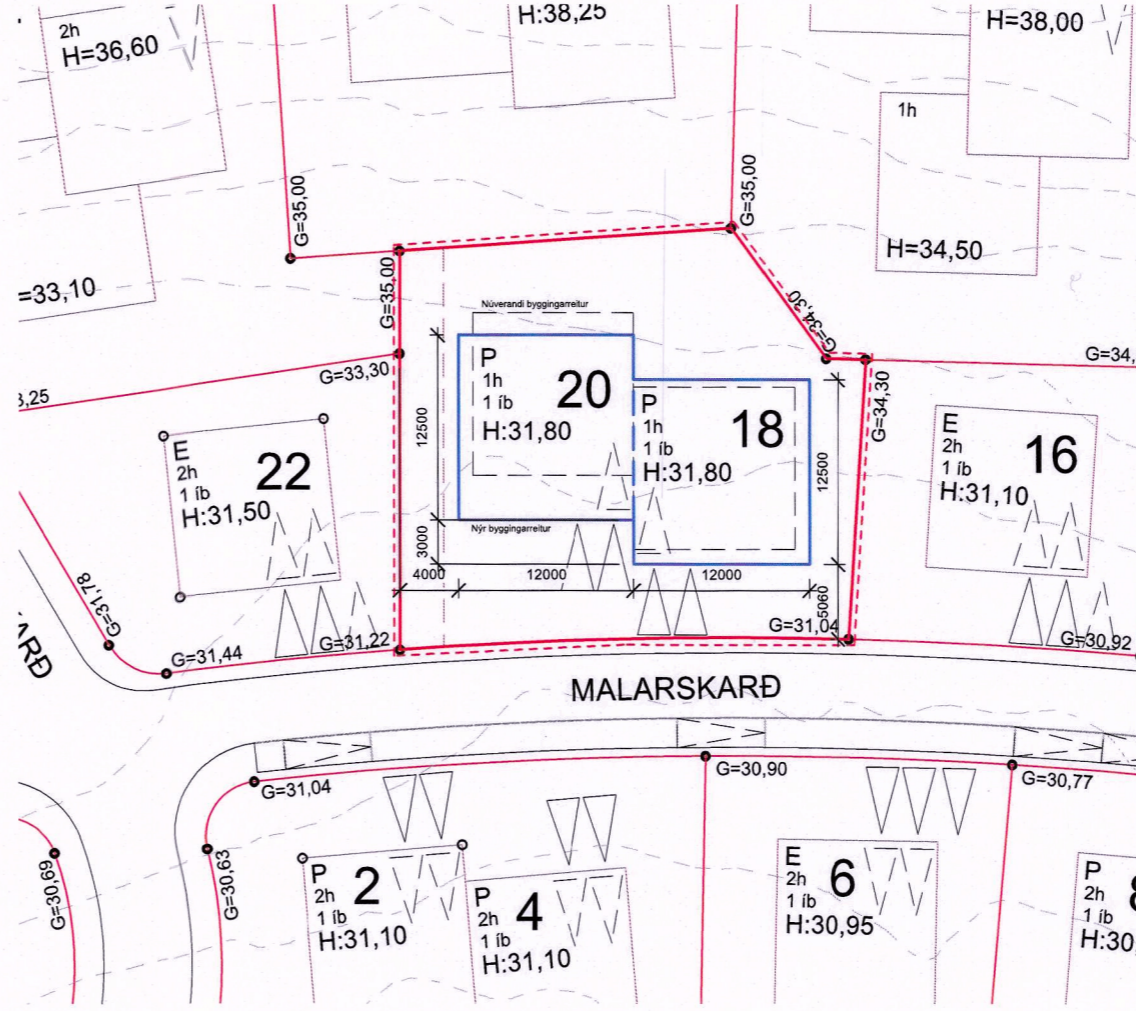 2h
H=36,60
H:38,25
H=38,00
1h
H=34,50
G=35,00
G=35,00
G=35,00
G=34,30
=33,10
Núverandi byggingarreitur
G=33,30
G=34,
G=34,30
3,25
P
1h
1 íb
20
H:31,80
P
1h
1 íb
18
H:31,80
12500
12500
E
2h
1 íb
22
H:31,50
E
2h
1 íb
16
H:31,10
Nýr byggingarreitur
3000
4000
12000
12000
5060
G=31,78
G=31,44
G=31,22
G=31,04
G=30,92
ARÐ
MALARSKARÐ
G=31,04
G=30,90
G=30,77
G=30,69
G=30,63
P
2h
1 íb
2
H:31,10
P
2h
1 íb
4
H:31,10
E
2h
1 íb
6
H:30,95
P
2h
1 íb
8
H:30,